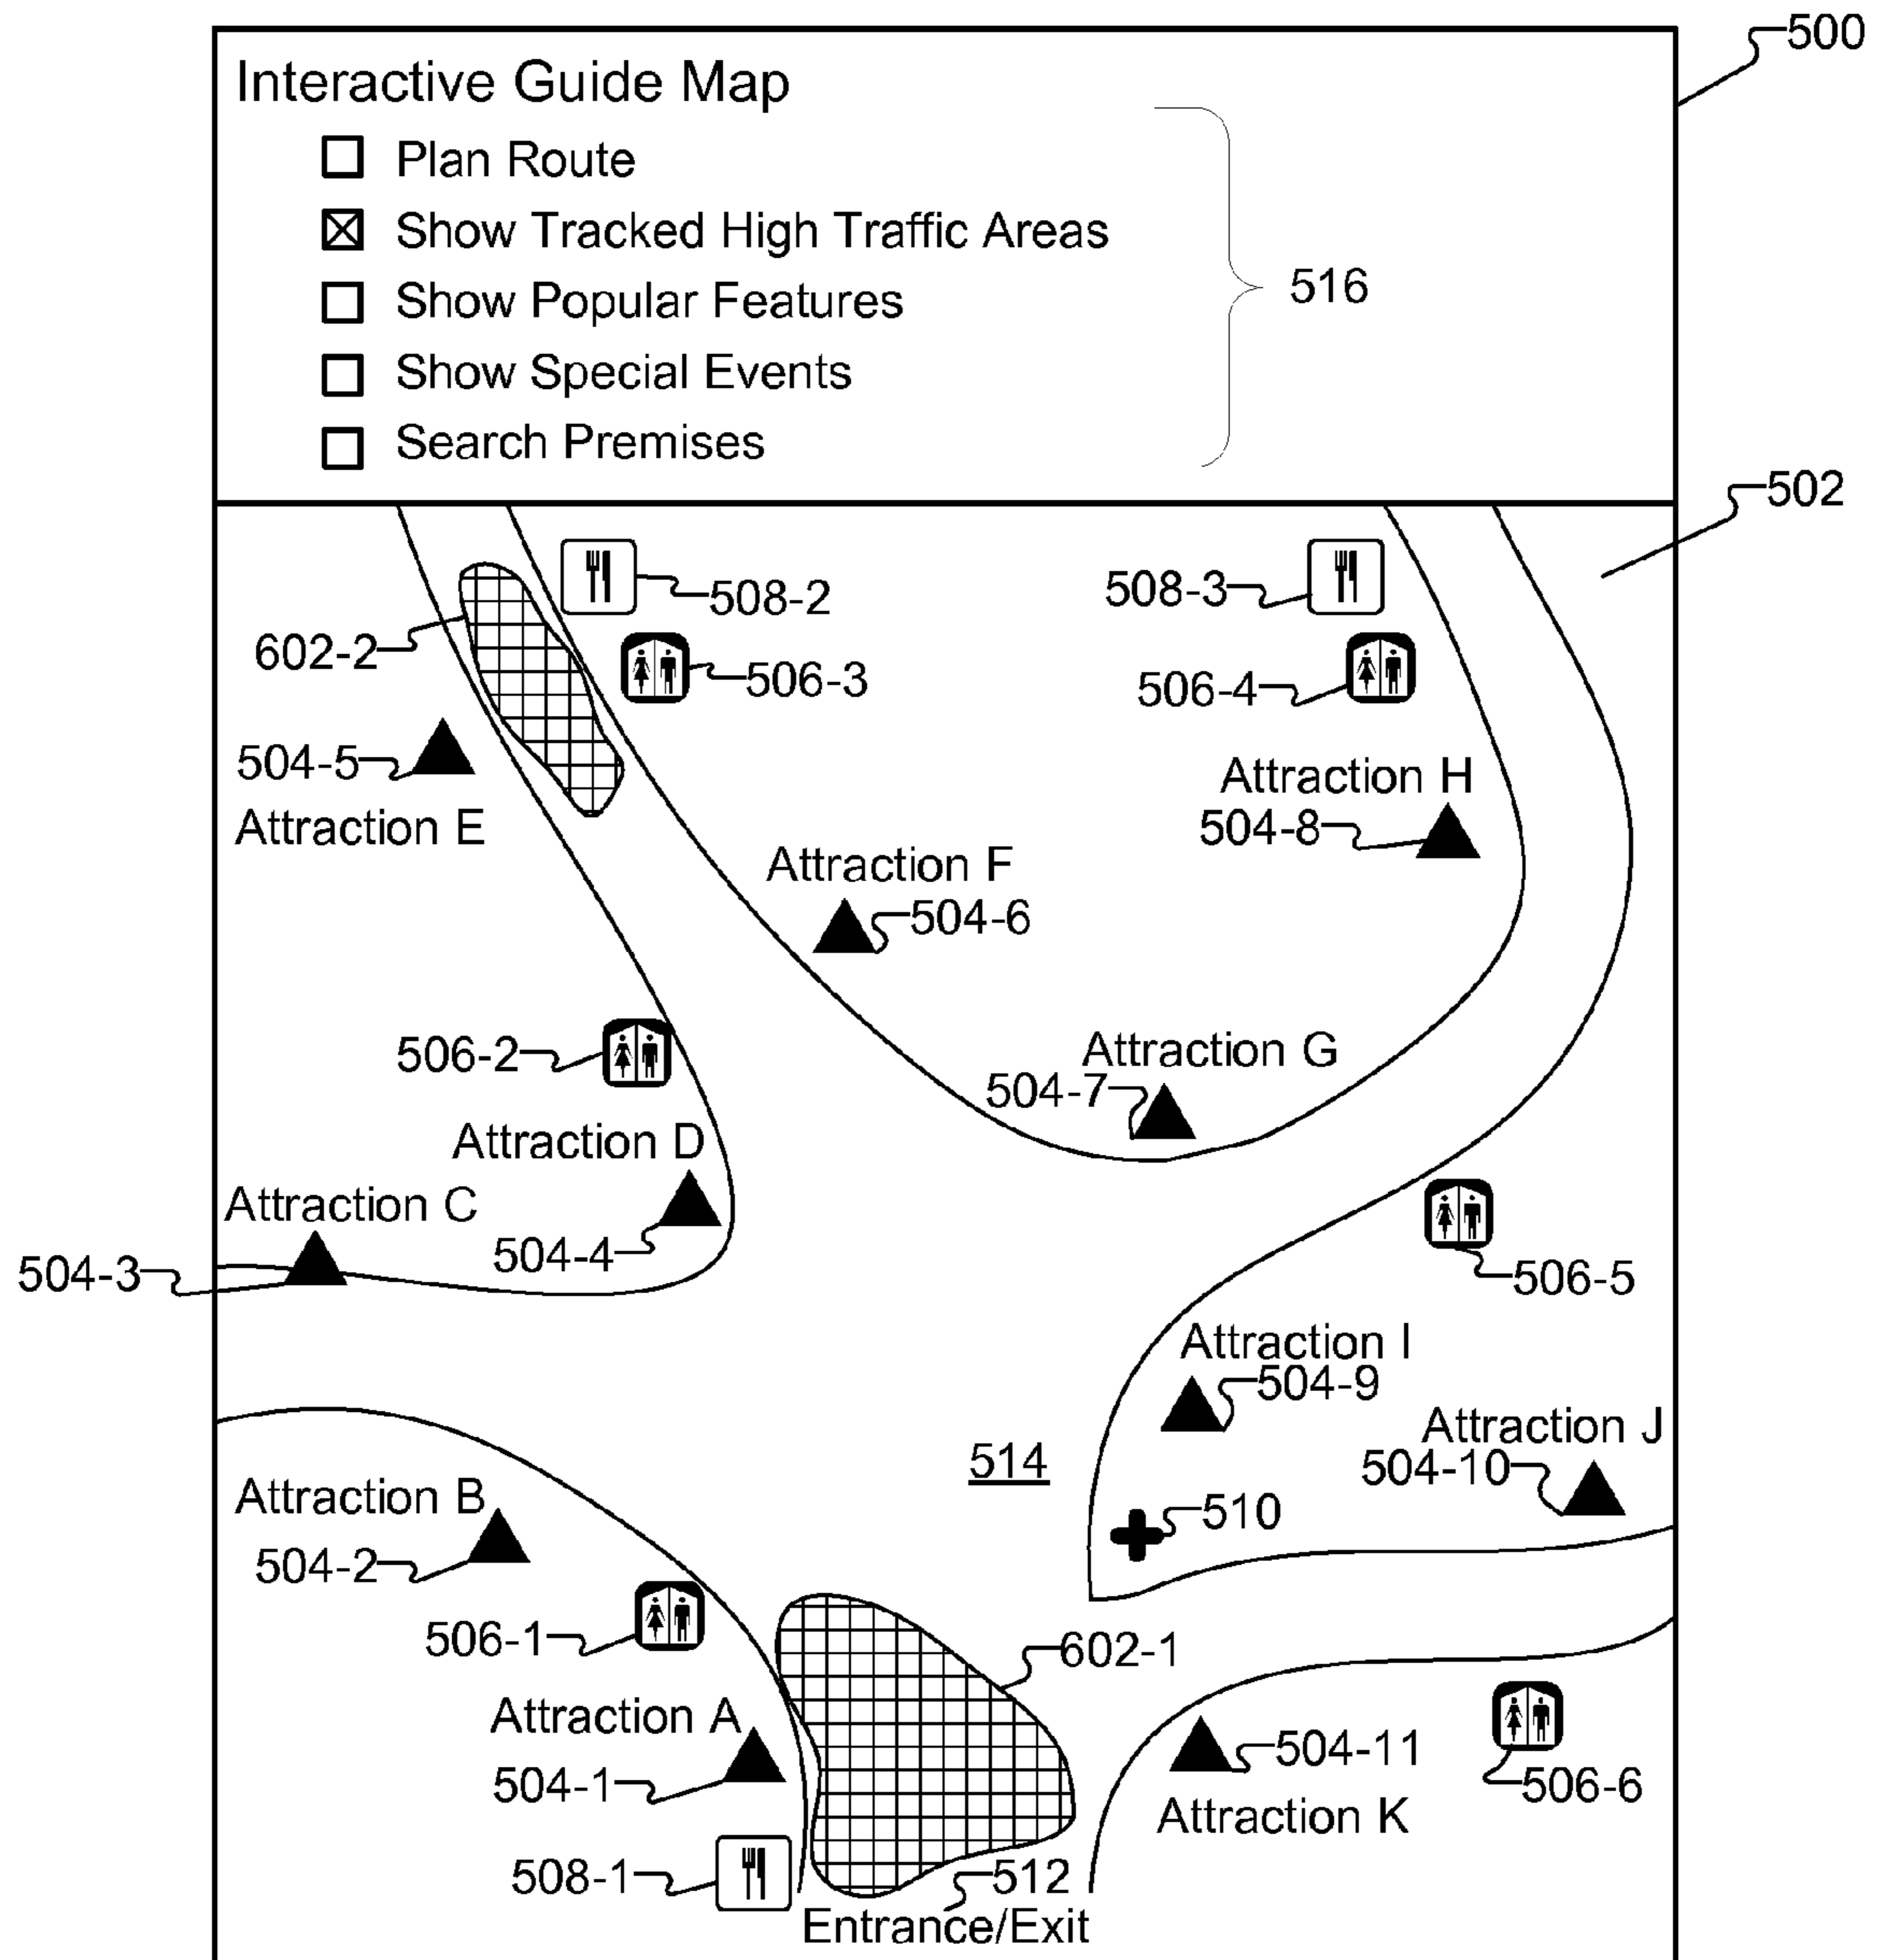 500
Interactive Guide Map
Plan Route
Show Tracked High Traffic Areas
Show Popular Features
516
Show Special Events
Search Premises
502
508-2
508-3
602-2
506-3
506-4
504-5
Attraction H
Attraction E
504-8
Attraction F
504-6
506-2
Attraction G
504-7
Attraction D
Attraction C
504-4
504-3
506-5
Attraction I
504-9
Attraction J
514
504-10
Attraction B
510
504-2
506-1
602-1
Attraction A
504-11
504-1
506-6
Attraction K
508-1
512
Entrance/Exit